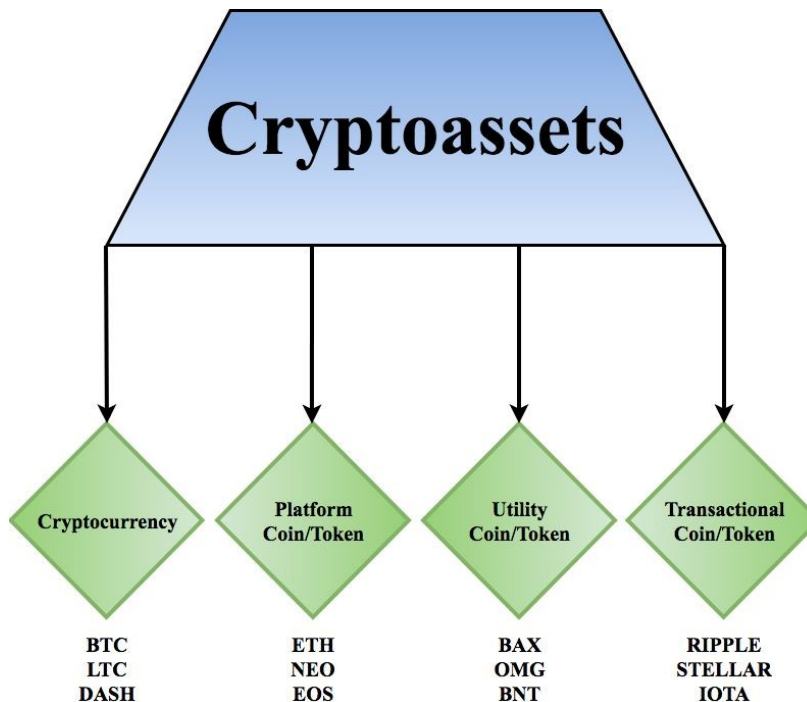 Cryptoassets
Cryptocurrency
Platform
Coin/Token
Utility
Coin/Token
Transactional
Coin/Token
BTC
LTC
DASH
ETH
NEO
EOS
BAX
OMG
BNT
RIPPLE
STELLAR
IOTA